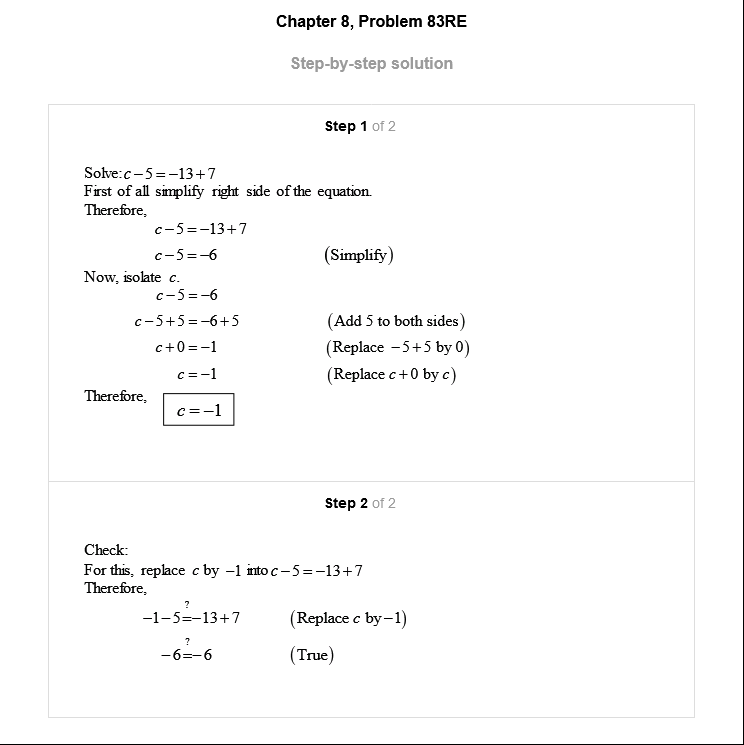 Chapter 8, Problem 83RE
Step-by-step solution
Step 1 of 2
Solve: c−5=−13+7
First of all simplify right side of the equation.
Therefore,
c−5=−13+7
c−5=−6 (Simplify)
Now, isolate c.
c−5=−6
c−5+5=−6+5 (Add 5 to both sides)
c+0=−1 (Replace −5+5 by 0)
c=−1 (Replace c+0 by c)
Therefore, c=−1
Step 2 of 2
Check:
For this, replace c by −1 into c−5=−13+7
Therefore,
−1−5≟−13+7 (Replace c by −1)
−6≟−6 (True)